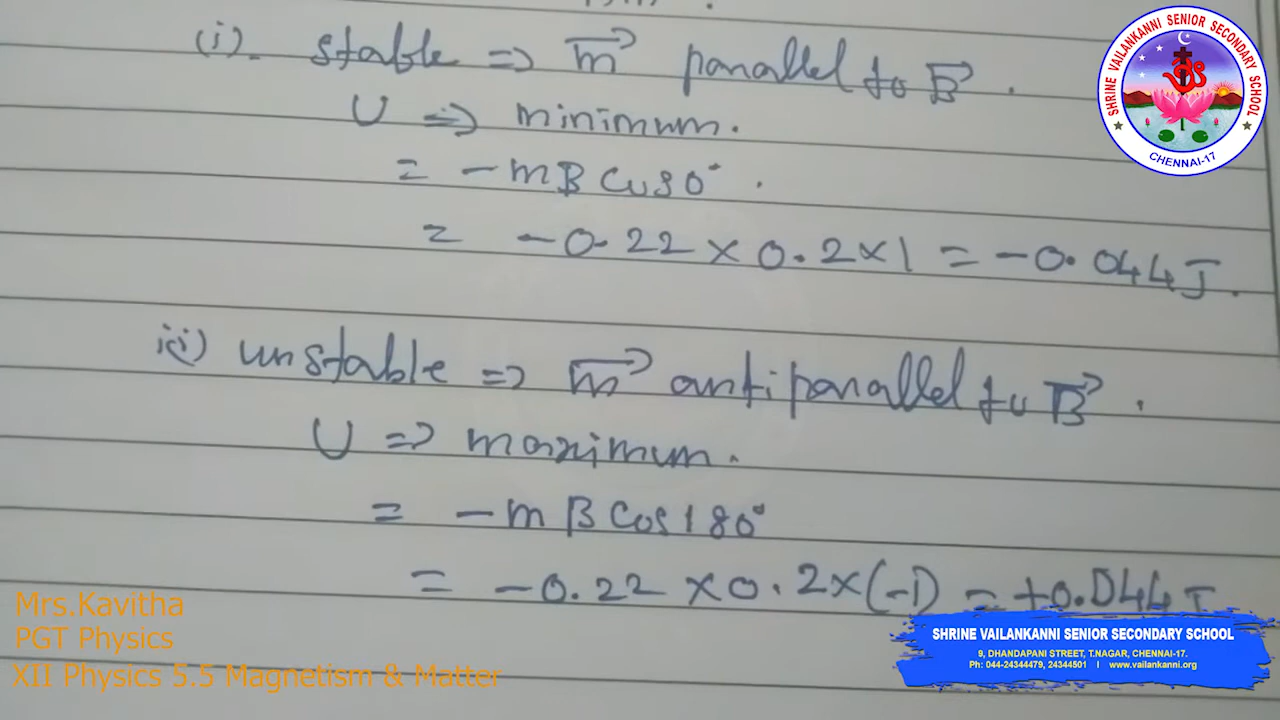 (i). stable => m⃗ parallel to B⃗ .
U => minimum.
= - m B Cos 0° .
= - 0.22 × 0.2 × 1 = - 0.044 J.
ii) unstable => m⃗ antiparallel to B⃗ .
U => maximum.
= - m B Cos 180°
= - 0.22 × 0.2 × (-1) = + 0.044 J
Mrs.Kavitha
PGT Physics
XII Physics 5.5 Magnetism & Matter
SHRINE VAILANKANNI SENIOR SECONDARY SCHOOL
CHENNAI-17
SHRINE VAILANKANNI SENIOR SECONDARY SCHOOL
9, DHANDAPANI STREET, T.NAGAR, CHENNAI-17.
Ph: 044-24344479, 24344501 | www.vailankanni.org